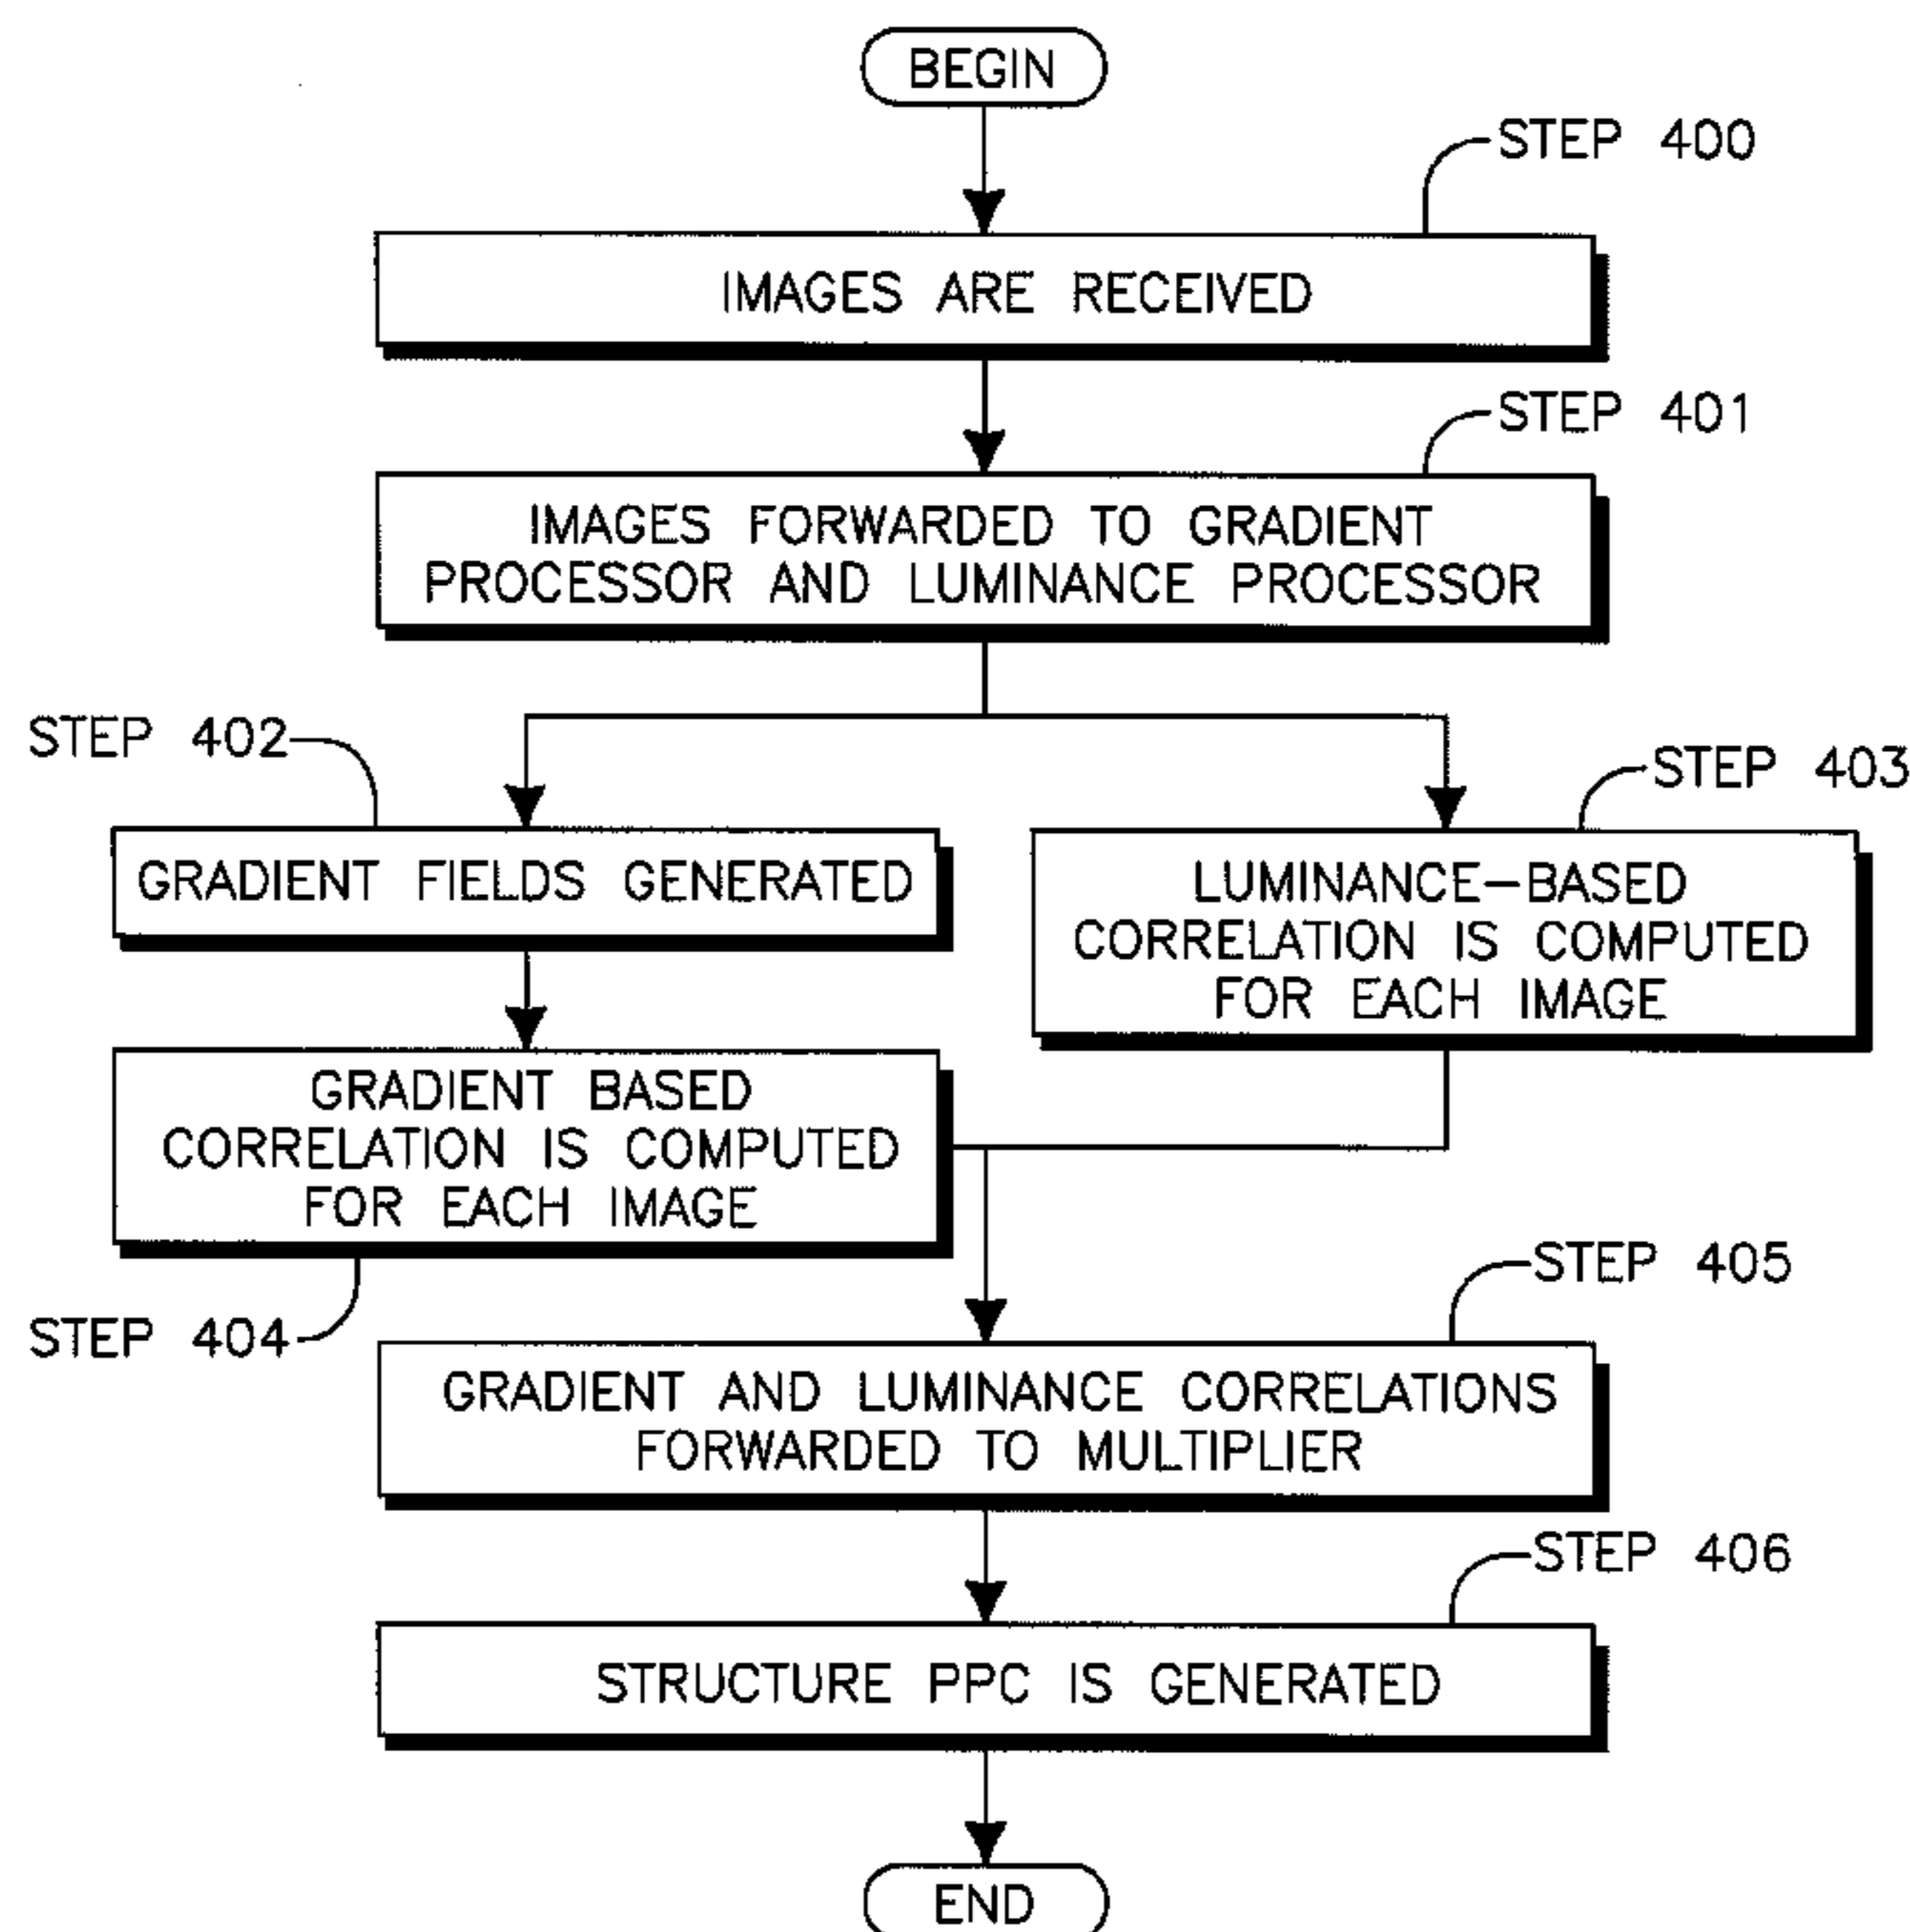 BEGIN
STEP 400
IMAGES ARE RECEIVED
STEP 401
IMAGES FORWARDED TO GRADIENT
PROCESSOR AND LUMINANCE PROCESSOR
STEP 402
STEP 403
GRADIENT FIELDS GENERATED
LUMINANCE-BASED
CORRELATION IS COMPUTED
FOR EACH IMAGE
GRADIENT BASED
CORRELATION IS COMPUTED
FOR EACH IMAGE
STEP 404
STEP 405
GRADIENT AND LUMINANCE CORRELATIONS
FORWARDED TO MULTIPLIER
STEP 406
STRUCTURE PPC IS GENERATED
END